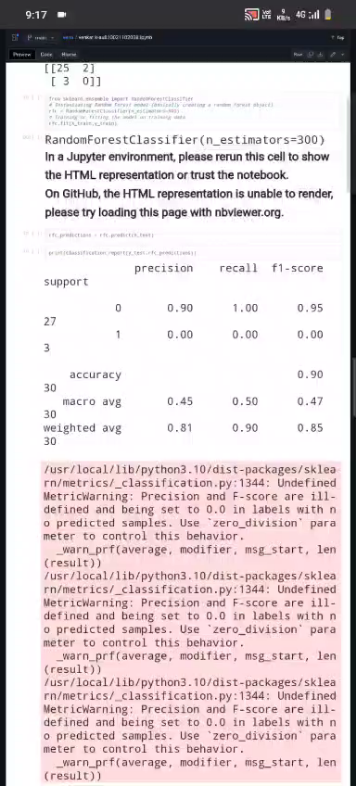 9:17
4G
main
Preview Code
[[25 2]
[ 3 0]]
from sklearn.ensemble import RandomForestClassifier
RandomForestClassifier(n_estimators=300)
In a Jupyter environment, please rerun this cell to show
the HTML representation or trust the notebook.
On GitHub, the HTML representation is unable to render,
please try loading this page with nbviewer.org.
precision recall f1-score
support
0 0.90 1.00 0.95
27
1 0.00 0.00 0.00
3
accuracy 0.90
30
macro avg 0.45 0.50 0.47
30
weighted avg 0.81 0.90 0.85
30
/usr/local/lib/python3.10/dist-packages/sklea
rn/metrics/_classification.py:1344: Undefined
MetricWarning: Precision and F-score are ill-
defined and being set to 0.0 in labels with n
o predicted samples. Use `zero_division` para
meter to control this behavior.
_warn_prf(average, modifier, msg_start, len
(result))
/usr/local/lib/python3.10/dist-packages/sklea
rn/metrics/_classification.py:1344: Undefined
MetricWarning: Precision and F-score are ill-
defined and being set to 0.0 in labels with n
o predicted samples. Use `zero_division` para
meter to control this behavior.
_warn_prf(average, modifier, msg_start, len
(result))
/usr/local/lib/python3.10/dist-packages/sklea
rn/metrics/_classification.py:1344: Undefined
MetricWarning: Precision and F-score are ill-
defined and being set to 0.0 in labels with n
o predicted samples. Use `zero_division` para
meter to control this behavior.
_warn_prf(average, modifier, msg_start, len
(result))